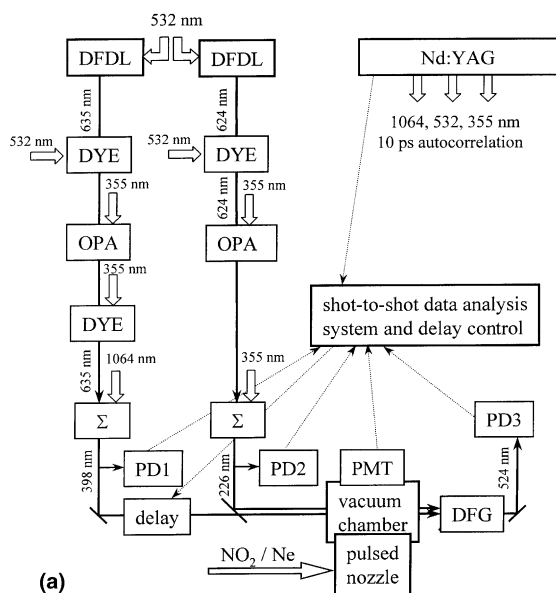 532 nm
DFDL
DFDL
Nd:YAG
635 nm
624 nm
1064, 532, 355 nm
10 ps autocorrelation
532 nm
DYE
532 nm
DYE
355 nm
624 nm
355 nm
OPA
OPA
355 nm
DYE
shot-to-shot data analysis
system and delay control
635 nm
1064 nm
355 nm
Σ
Σ
PD3
398 nm
PD1
226 nm
PD2
PMT
524 nm
delay
vacuum
chamber
DFG
NO2 / Ne
pulsed
nozzle
(a)